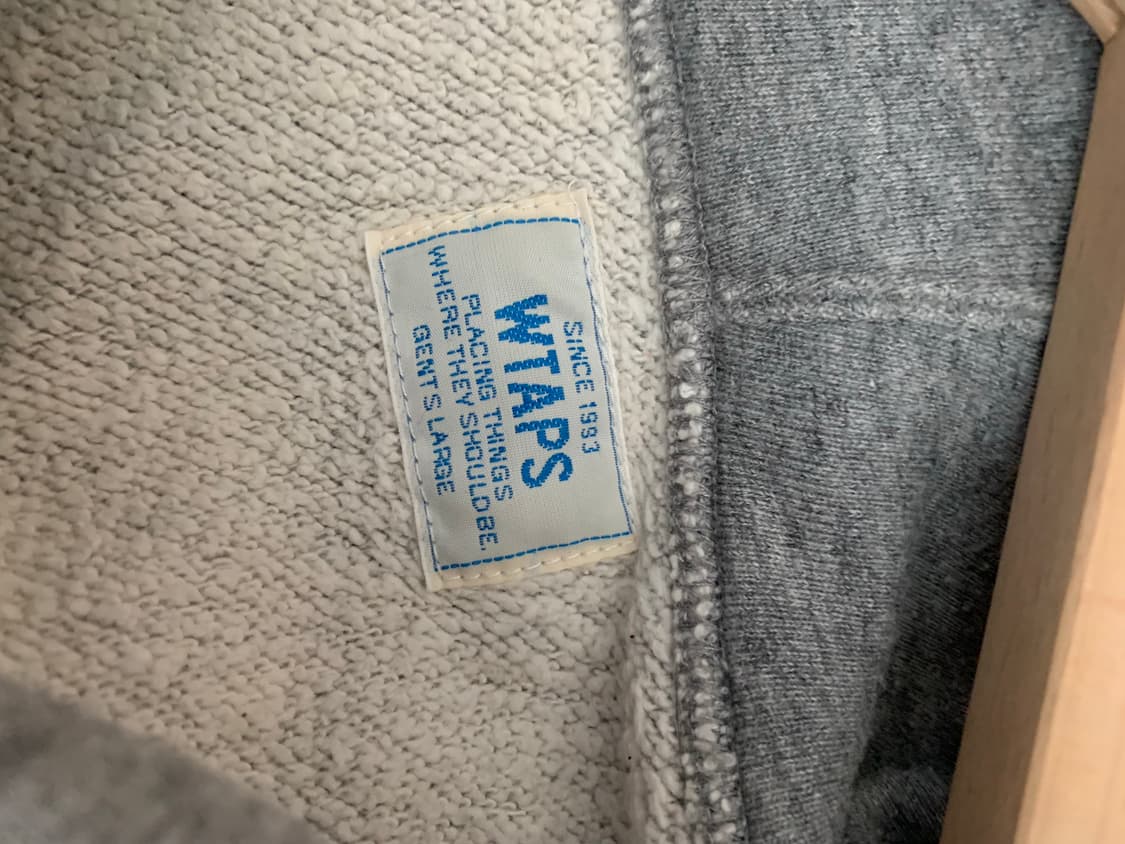 SINCE 1993
WTAPS
PLACING THINGS
WHERE THEY SHOULD BE.
GENTS LARGE